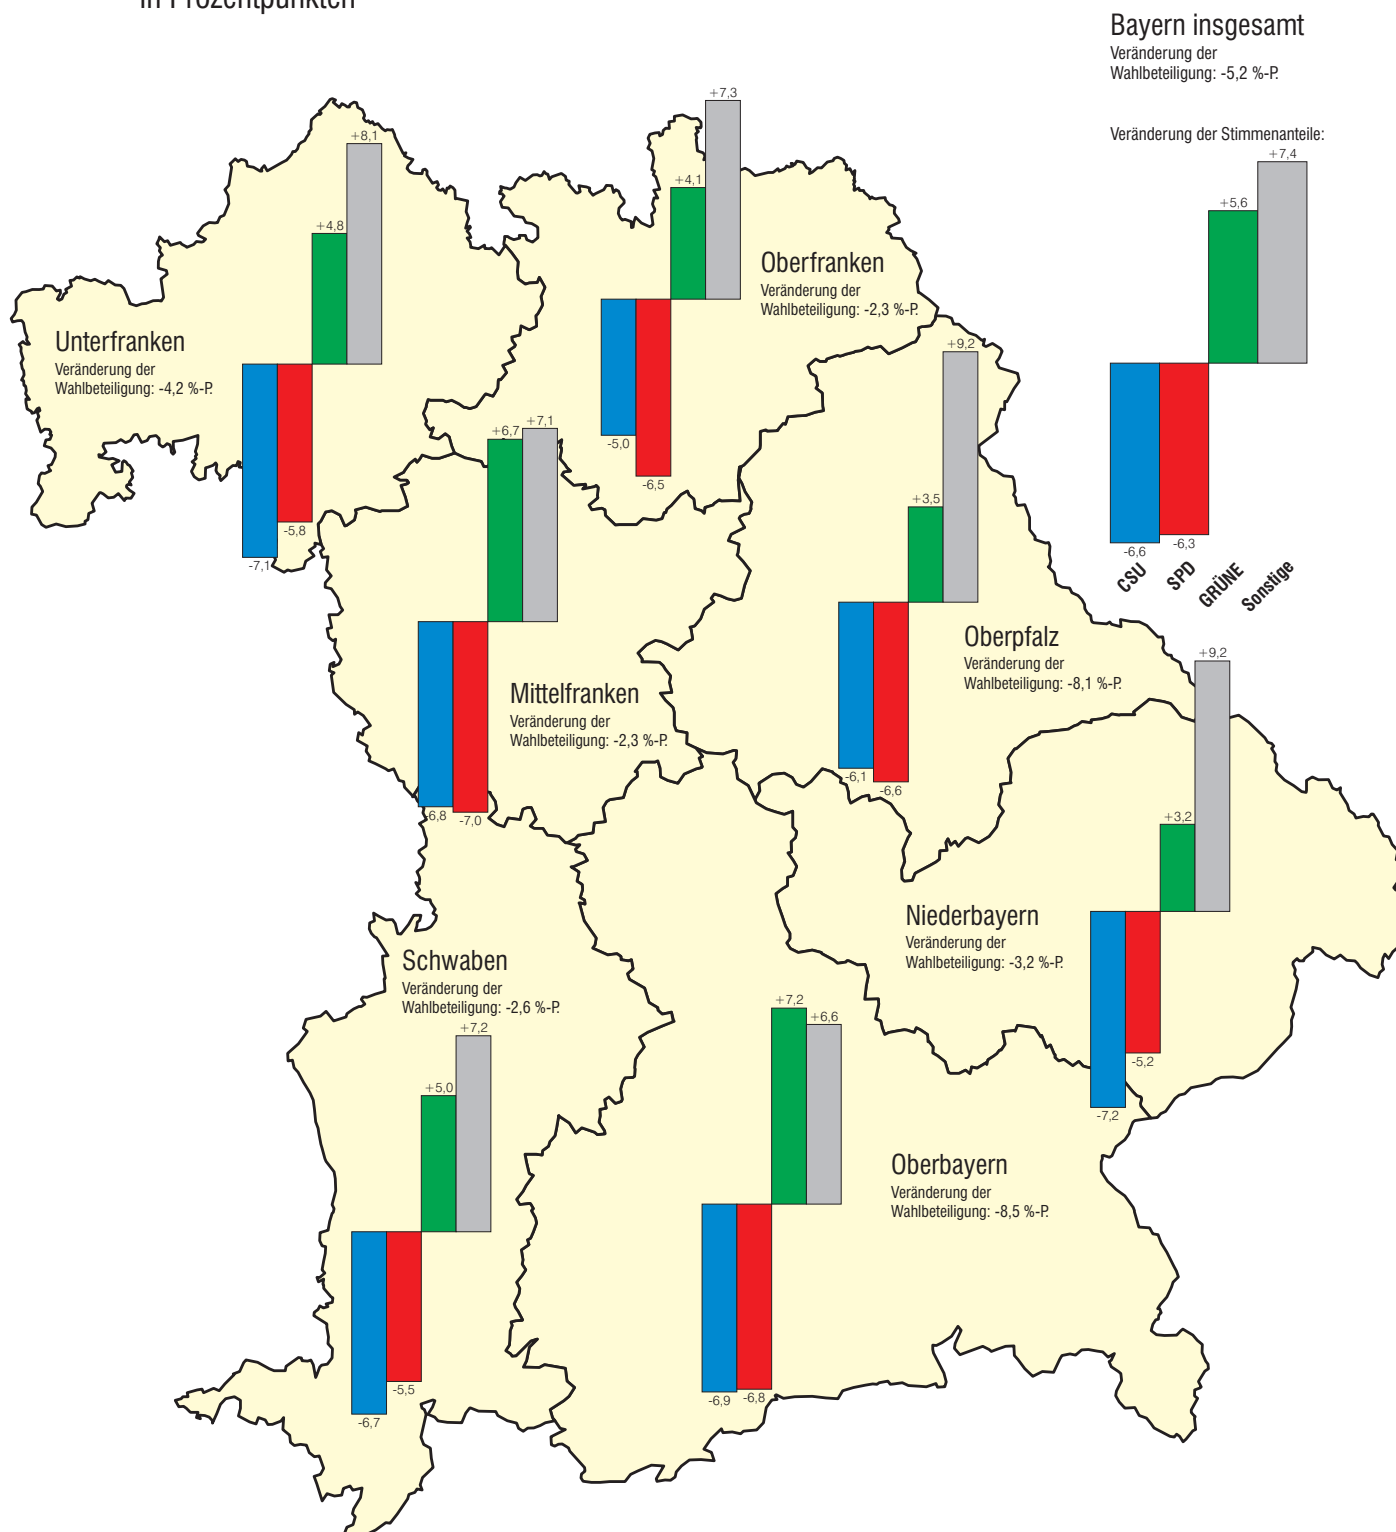 in Prozentpunkten
Bayern insgesamt
Veränderung der
Wahlbeteiligung: -5,2 %-P.
Veränderung der Stimmenanteile:
+7,4
+5,6
-6,6
-6,3
CSU
SPD
GRÜNE
Sonstige
+8,1
+4,8
Unterfranken
Veränderung der
Wahlbeteiligung: -4,2 %-P.
-5,8
-7,1
+7,3
+4,1
Oberfranken
Veränderung der
Wahlbeteiligung: -2,3 %-P.
-5,0
-6,5
+9,2
+3,5
Oberpfalz
Veränderung der
Wahlbeteiligung: -8,1 %-P.
-6,1
-6,6
+6,7
+7,1
Mittelfranken
Veränderung der
Wahlbeteiligung: -2,3 %-P.
-6,8
-7,0
+9,2
+3,2
Niederbayern
Veränderung der
Wahlbeteiligung: -3,2 %-P.
-5,2
-7,2
Schwaben
Veränderung der
Wahlbeteiligung: -2,6 %-P.
+7,2
+5,0
-5,5
-6,7
+7,2
+6,6
Oberbayern
Veränderung der
Wahlbeteiligung: -8,5 %-P.
-6,9
-6,8